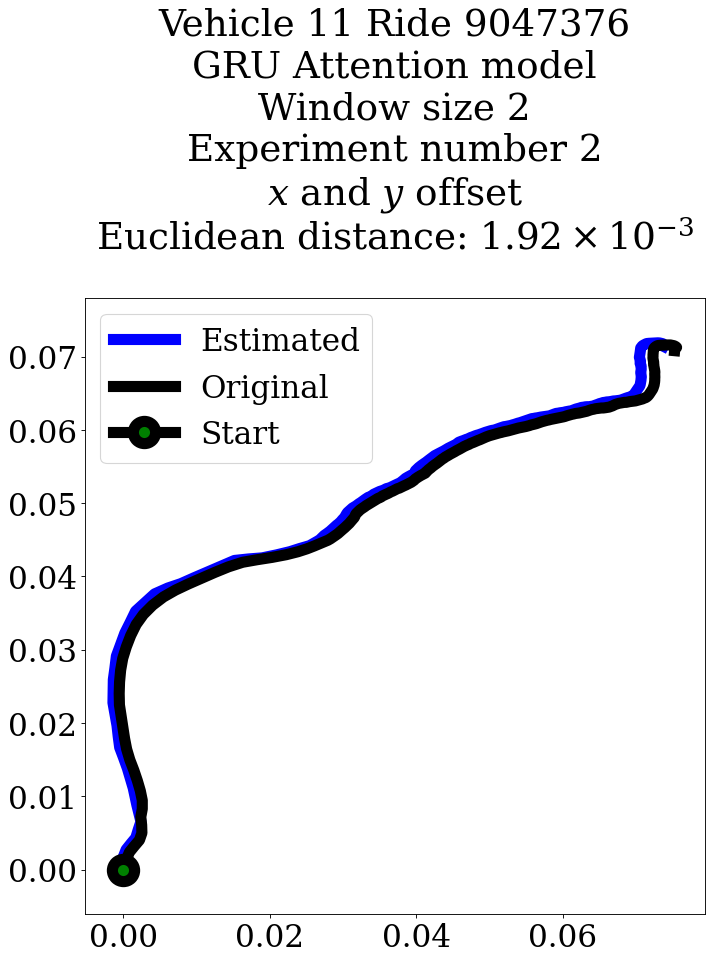 Vehicle 11 Ride 9047376
GRU Attention model
Window size 2
Experiment number 2
x and y offset
Euclidean distance: 1.92 × 10⁻³
Estimated
Original
Start
0.07
0.06
0.05
0.04
0.03
0.02
0.01
0.00
0.00 0.02 0.04 0.06